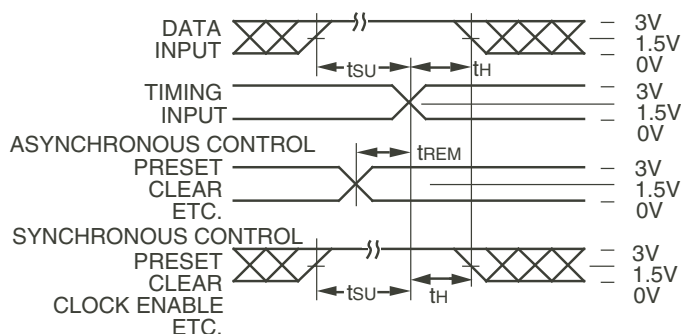 DATA
INPUT
3V
1.5V
0V
tSU
tH
TIMING
INPUT
3V
1.5V
0V
ASYNCHRONOUS CONTROL
tREM
PRESET
CLEAR
ETC.
3V
1.5V
0V
SYNCHRONOUS CONTROL
PRESET
CLEAR
CLOCK ENABLE
ETC.
3V
1.5V
0V
tSU
tH